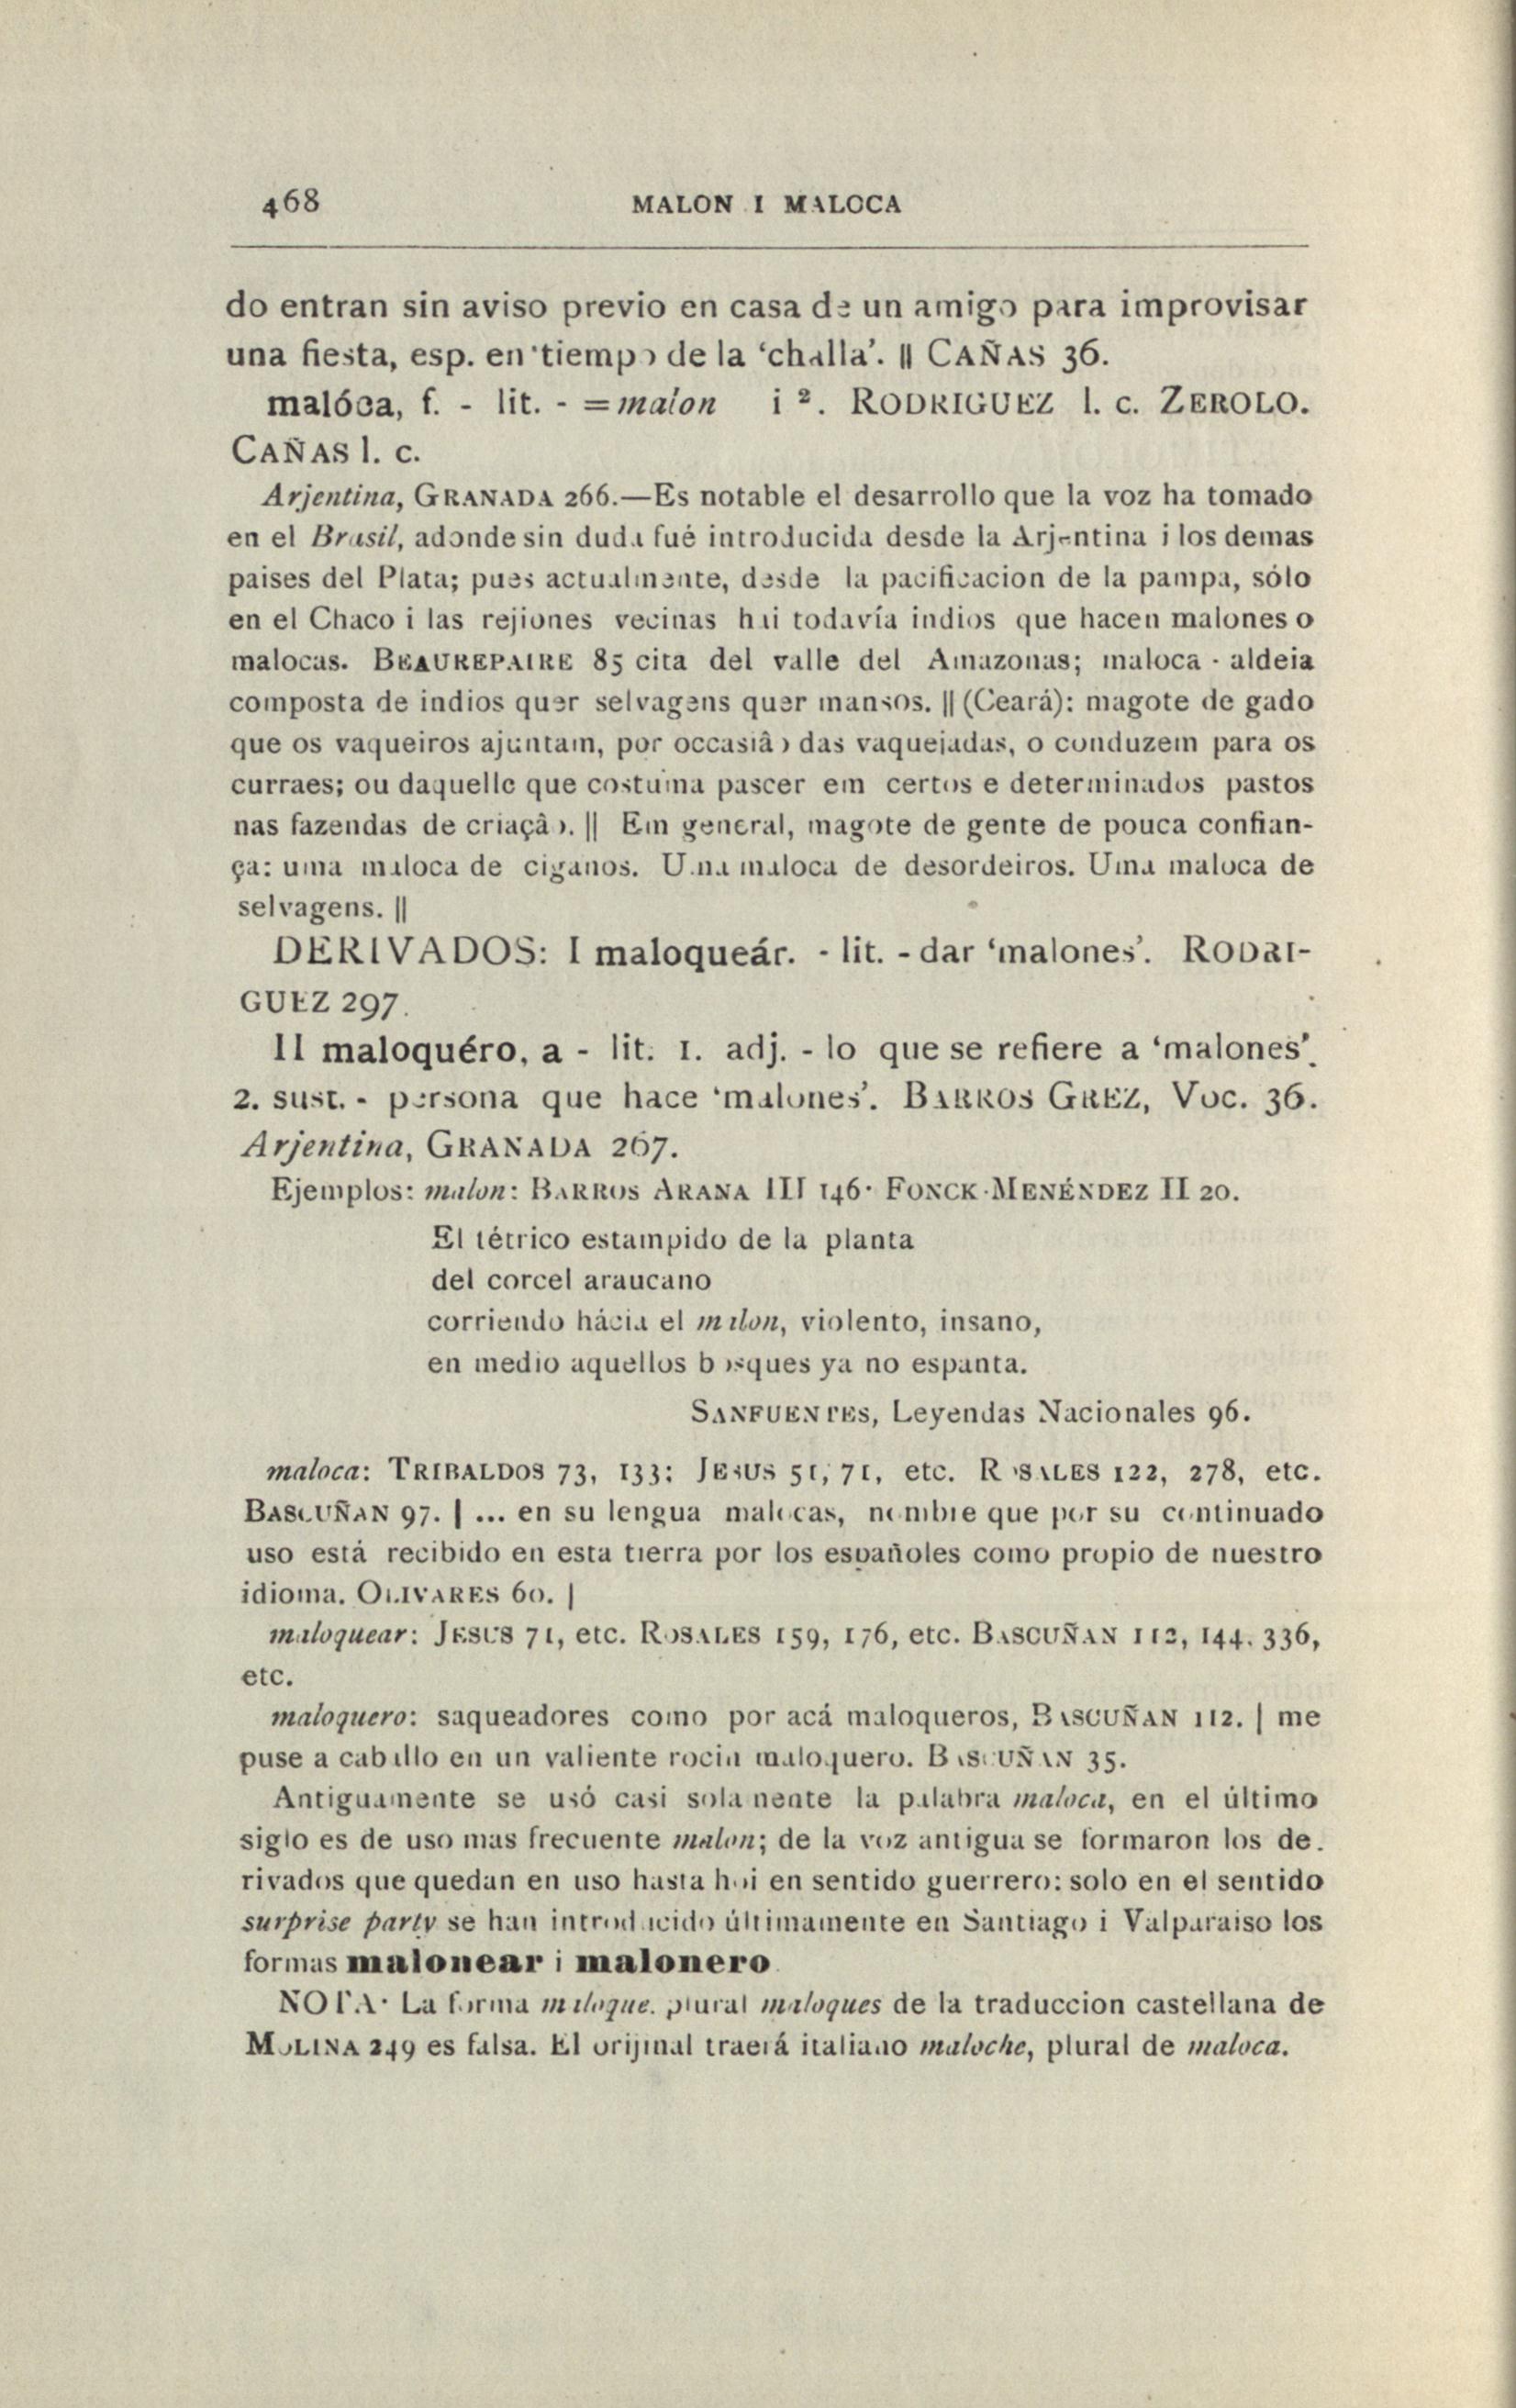 468 MALON I MALOCA
do entran sin aviso previo en casa de un amigo para improvisar
una fiesta, esp. en tiempo de la ‘challa’. || CAÑAS 36.
malóca, f. - lit. - = malon i ². RODRIGUEZ l. c. ZEROLO.
CAÑAS l. c.
Arjentina, GRANADA 266.—Es notable el desarrollo que la voz ha tomado
en el Brasil, adonde sin duda fué introducida desde la Arjentina i los demas
paises del Plata; pues actualmente, desde la pacificacion de la pampa, sólo
en el Chaco i las rejiones vecinas hai todavía indios que hacen malones o
malocas. BEAUREPAIRE 85 cita del valle del Amazonas; maloca - aldeia
composta de indios quer selvagens quer mansos. || (Ceará): magote de gado
que os vaqueiros ajuntam, por occasiâo das vaquejadas, o conduzem para os
curraes; ou daquelle que costuma pascer em certos e determinados pastos
nas fazendas de criaçâo. || Em general, magote de gente de pouca confian-
ça: uma maloca de ciganos. Uma maloca de desordeiros. Uma maloca de
selvagens. ||
DERIVADOS: I maloqueár. - lit. - dar ‘malones’. RODRI-
GUEZ 297.
II maloquéro, a - lit. 1. adj. - lo que se refiere a ‘malones’.
2. sust. - persona que hace ‘malones’. BARROS GREZ, Voc. 36.
Arjentina, GRANADA 267.
Ejemplos: malon: BARROS ARANA III 146. FONCK-MENÉNDEZ II 20.
El tétrico estampido de la planta
del corcel araucano
corriendo hácia el malon, violento, insano,
en medio aquellos bosques ya no espanta.
SANFUENTES, Leyendas Nacionales 96.
maloca: TRIBALDOS 73, 133; JESUS 51, 71, etc. ROSALES 122, 278, etc.
BASCUÑAN 97. | ... en su lengua malocas, nombre que por su continuado
uso está recibido en esta tierra por los españoles como propio de nuestro
idioma. OLIVARES 60. |
maloquear: JESUS 71, etc. ROSALES 159, 176, etc. BASCUÑAN 112, 144. 336,
etc.
maloquero: saqueadores como por acá maloqueros, BASCUÑAN 112. | me
puse a caballo en un valiente rocin maloquero. BASCUÑAN 35.
Antiguamente se usó casi solamente la palabra maloca, en el último
siglo es de uso mas frecuente malon; de la voz antigua se formaron los de.
rivados que quedan en uso hasta hoi en sentido guerrero: solo en el sentido
surprise party se han introducido últimamente en Santiago i Valparaiso los
formas malonear i malonero.
NOTA. La forma maloque. plural maloques de la traduccion castellana de
MOLINA 249 es falsa. El orijinal traerá italiano maloche, plural de maloca.